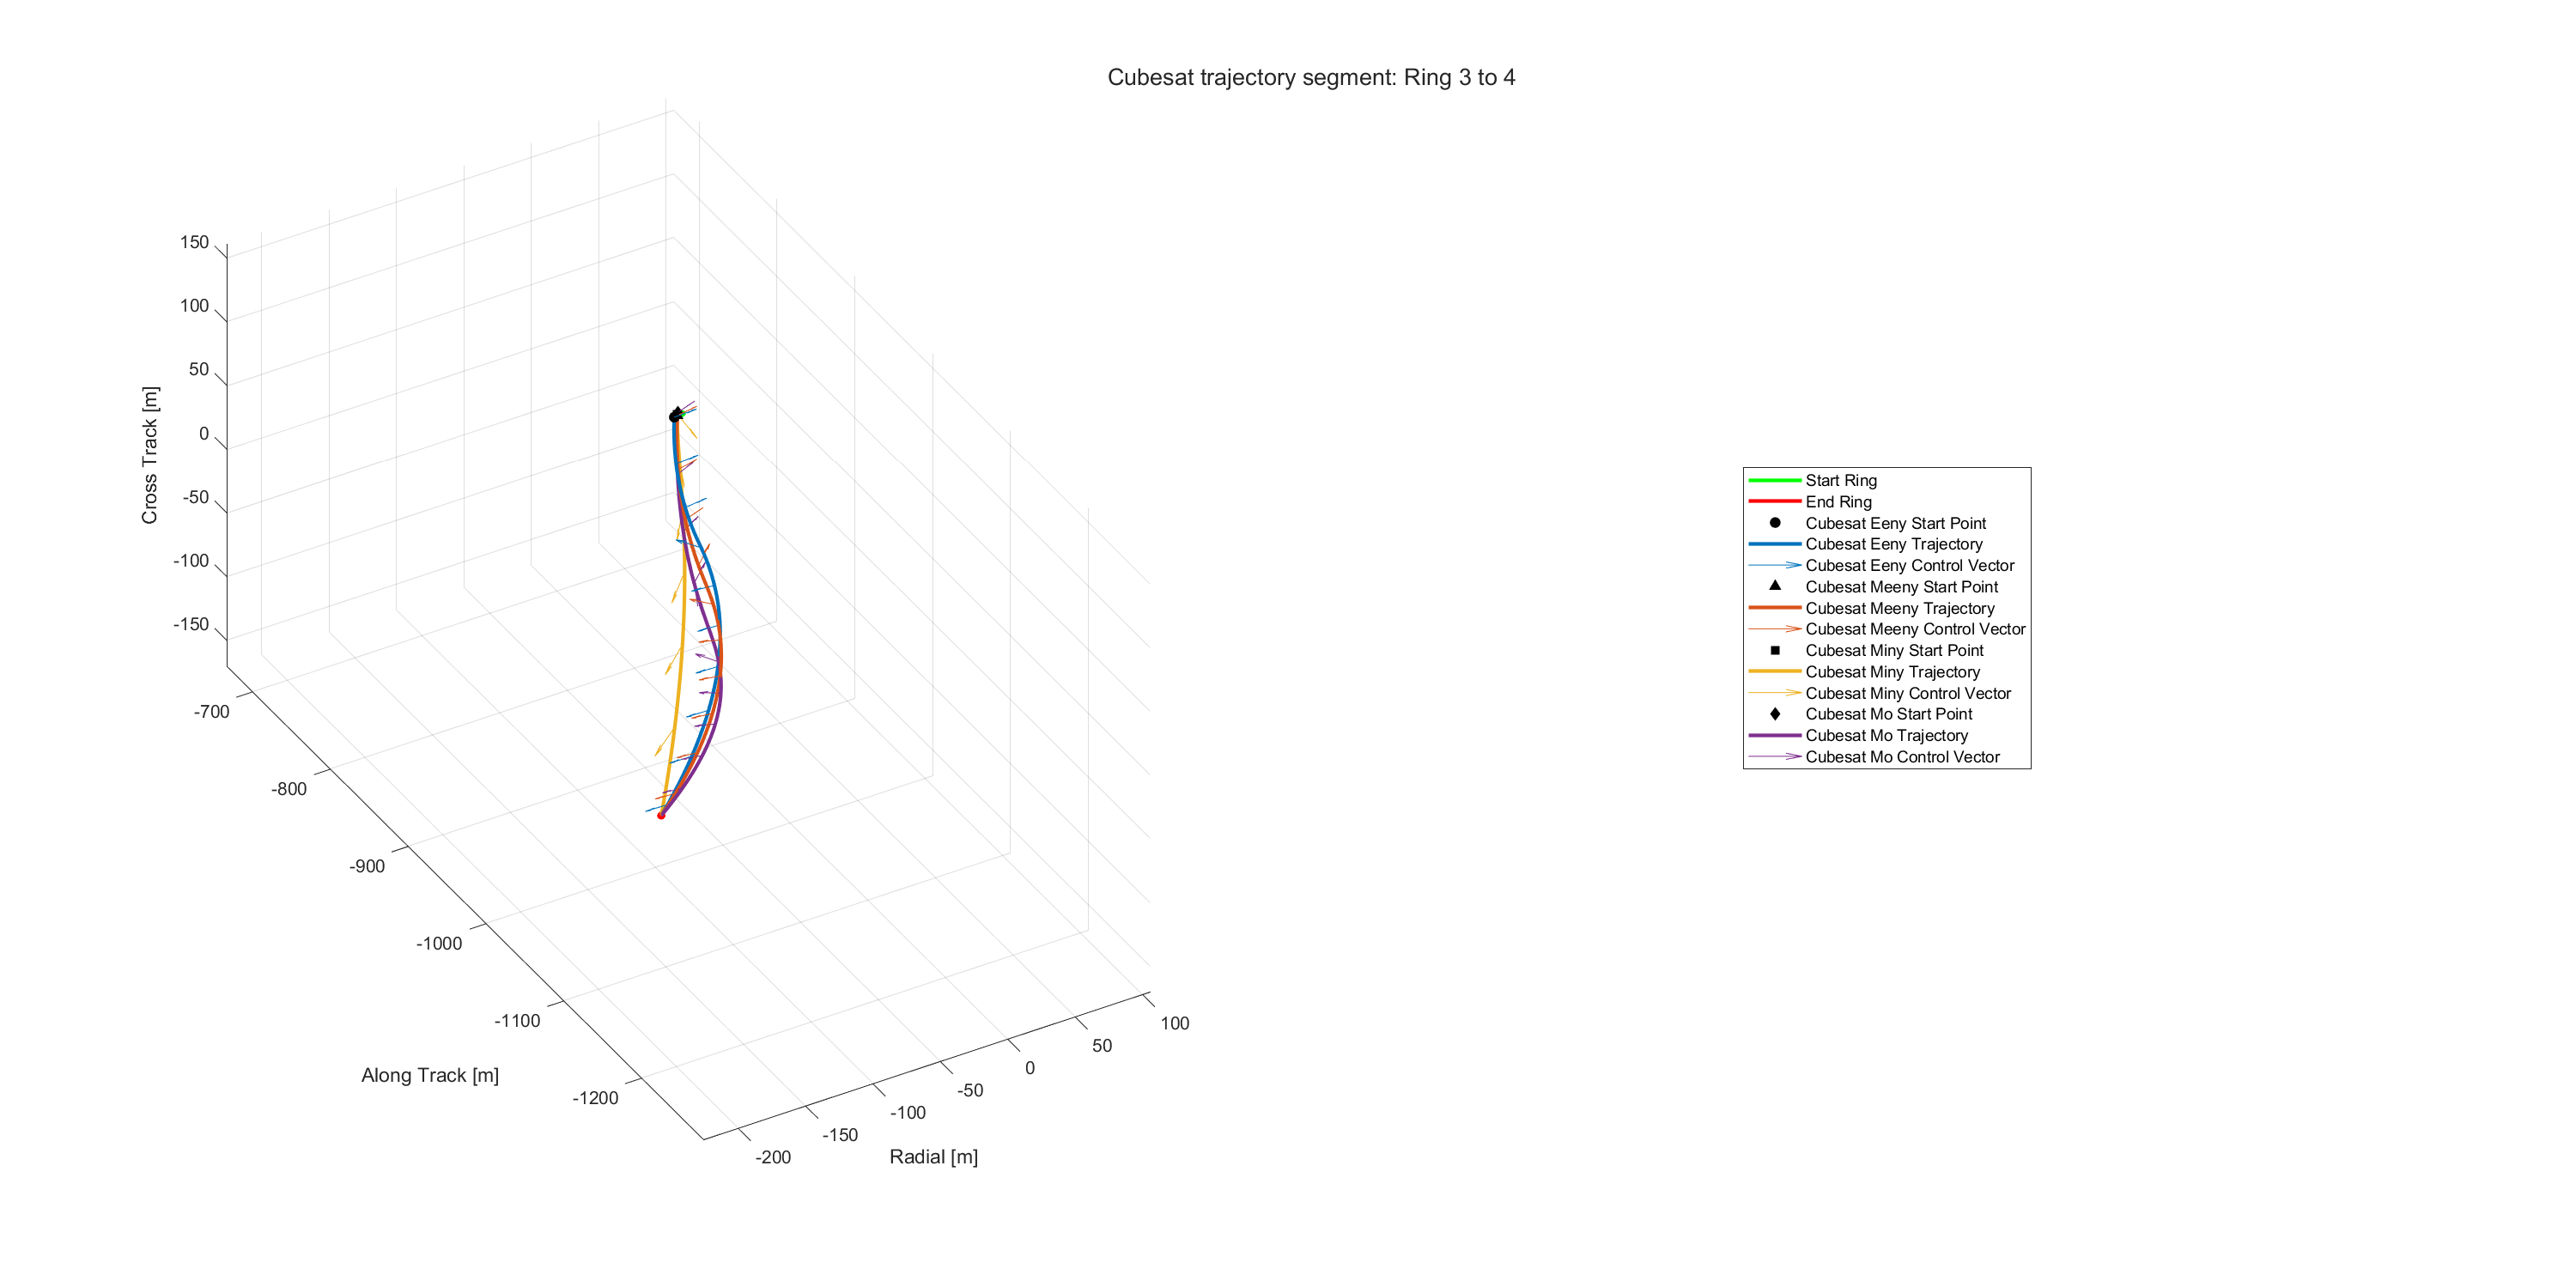 Cubesat trajectory segment: Ring 3 to 4
150
100
50
0
-50
-100
-150
Cross Track [m]
-700
-800
-900
-1000
-1100
-1200
Along Track [m]
-200
-150
-100
-50
0
50
100
Radial [m]
Start Ring
End Ring
Cubesat Eeny Start Point
Cubesat Eeny Trajectory
Cubesat Eeny Control Vector
Cubesat Meeny Start Point
Cubesat Meeny Trajectory
Cubesat Meeny Control Vector
Cubesat Miny Start Point
Cubesat Miny Trajectory
Cubesat Miny Control Vector
Cubesat Mo Start Point
Cubesat Mo Trajectory
Cubesat Mo Control Vector